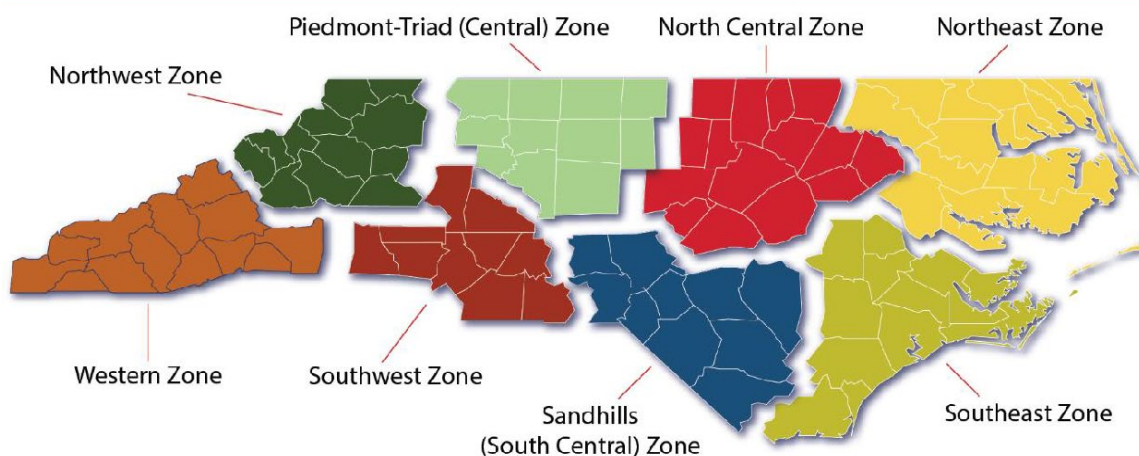 Piedmont-Triad (Central) Zone
North Central Zone
Northeast Zone
Northwest Zone
Western Zone
Southwest Zone
Sandhills
(South Central) Zone
Southeast Zone